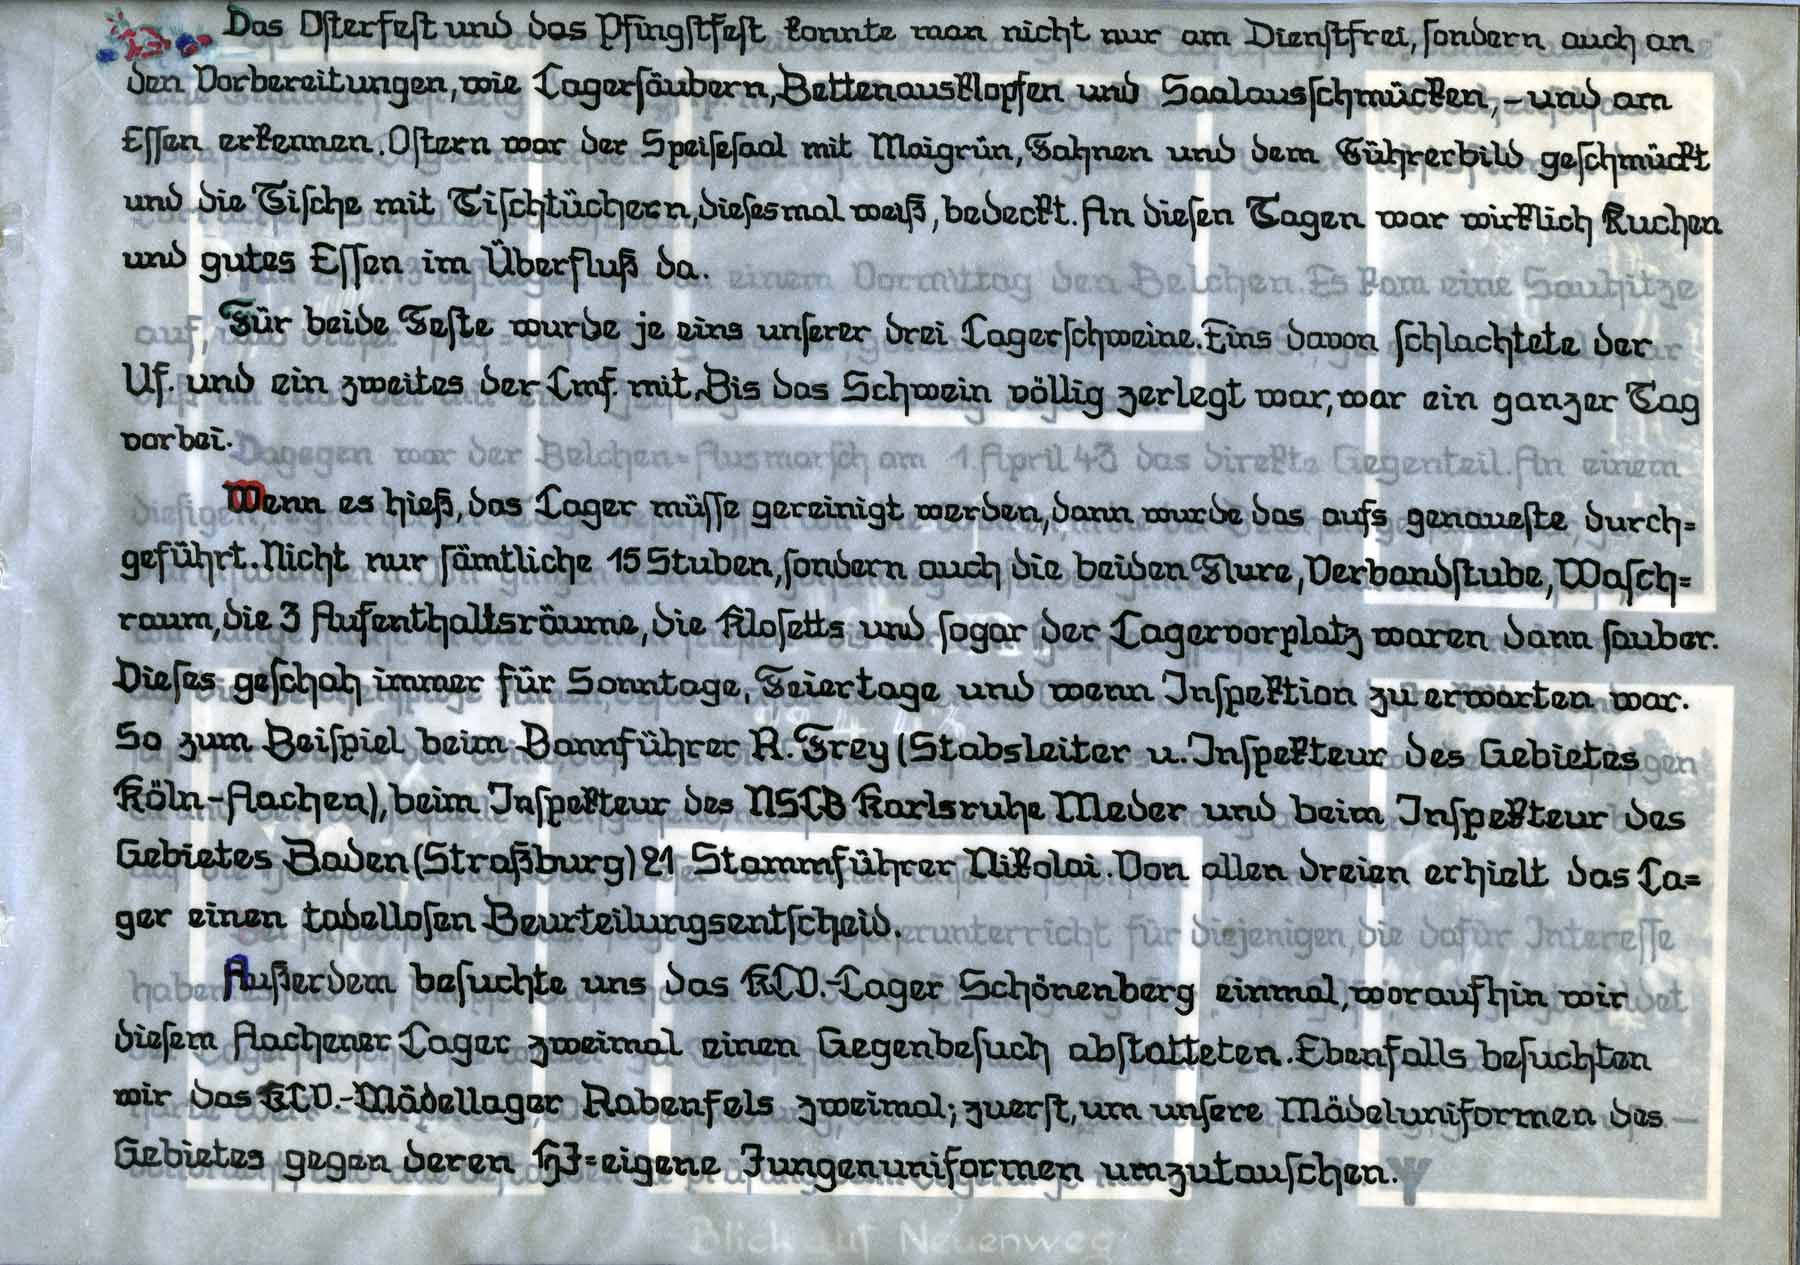 Das Osterfest und das Pfingstfest konnte man nicht nur am Dienstfrei, sondern auch an
den Vorbereitungen, wie Lagersäubern, Bettenausklopfen und Saalausschmücken, - und am
Essen erkennen. Ostern war der Speisesaal mit Maigrün, Fahnen und dem Führerbild geschmückt
und die Tische mit Tischtüchern, diesesmal weiß, bedeckt. An diesen Tagen war wirklich Kuchen
und gutes Essen im Überfluß da.
Für beide Feste wurde je eins unserer drei Lagerschweine. Eins davon schlachtete der
Uf. und ein zweites der Lmf. mit. Bis das Schwein völlig zerlegt war, war ein ganzer Tag
vorbei.
Wenn es hieß, das Lager müsse gereinigt werden, dann wurde das aufs genaueste durch=
geführt. Nicht nur sämtliche 15 Stuben, sondern auch die beiden Flure, Verbandstube, Wasch=
raum, die 3 Aufenthaltsräume, die Klosetts und sogar der Lagervorplatz waren dann sauber.
Dieses geschah immer für Sonntage, Feiertage und wenn Inspektion zu erwarten war.
So zum Beispiel beim Bannführer R. Frey (Stabsleiter u. Inspekteur des Gebietes
Köln-Aachen), beim Inspekteur des NSLB Karlsruhe Meder und beim Inspekteur des
Gebietes Baden (Straßburg) 21 Stammführer Nikolai. Von allen dreien erhielt das La=
ger einen tadellosen Beurteilungsentscheid.
Außerdem besuchte uns das KLV.-Lager Schönenberg einmal, woraufhin wir
diesem Aachener Lager zweimal einen Gegenbesuch abstatteten. Ebenfalls besuchten
wir das KLV.-Mädellager Rabenfels zweimal; zuerst, um unsere Mädeluniformen des
Gebietes gegen deren HJ=eigene Jungenuniformen umzutauschen.
Blick auf Neuenweg